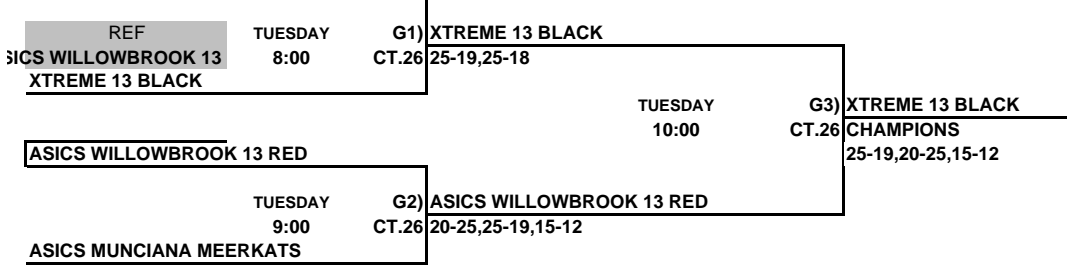 REF TUESDAY G1) XTREME 13 BLACK
ASICS WILLOWBROOK 13 8:00 CT.26 25-19,25-18
XTREME 13 BLACK
TUESDAY G3) XTREME 13 BLACK
10:00 CT.26 CHAMPIONS
ASICS WILLOWBROOK 13 RED 25-19,20-25,15-12
TUESDAY G2) ASICS WILLOWBROOK 13 RED
9:00 CT.26 20-25,25-19,15-12
ASICS MUNCIANA MEERKATS